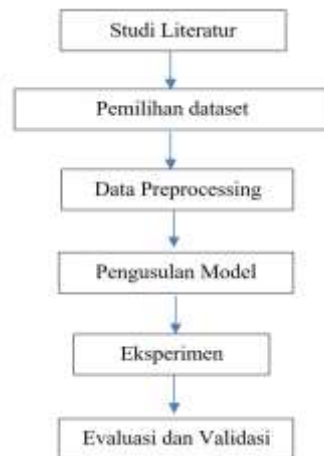 Studi Literatur
Pemilihan dataset
Data Preprocessing
Pengusulan Model
Eksperimen
Evaluasi dan Validasi